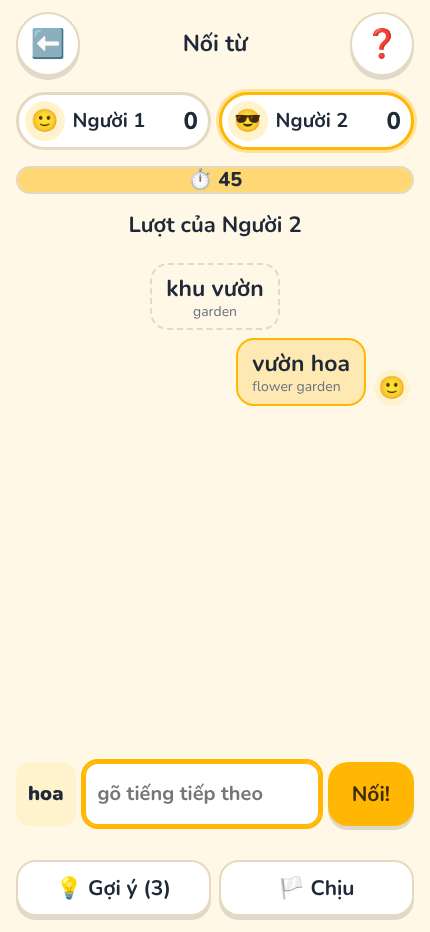 Nối từ
Người 1 0
Người 2 0
45
Lượt của Người 2
khu vườn
garden
vườn hoa
flower garden
hoa
gõ tiếng tiếp theo
Nối!
Gợi ý (3)
Chịu